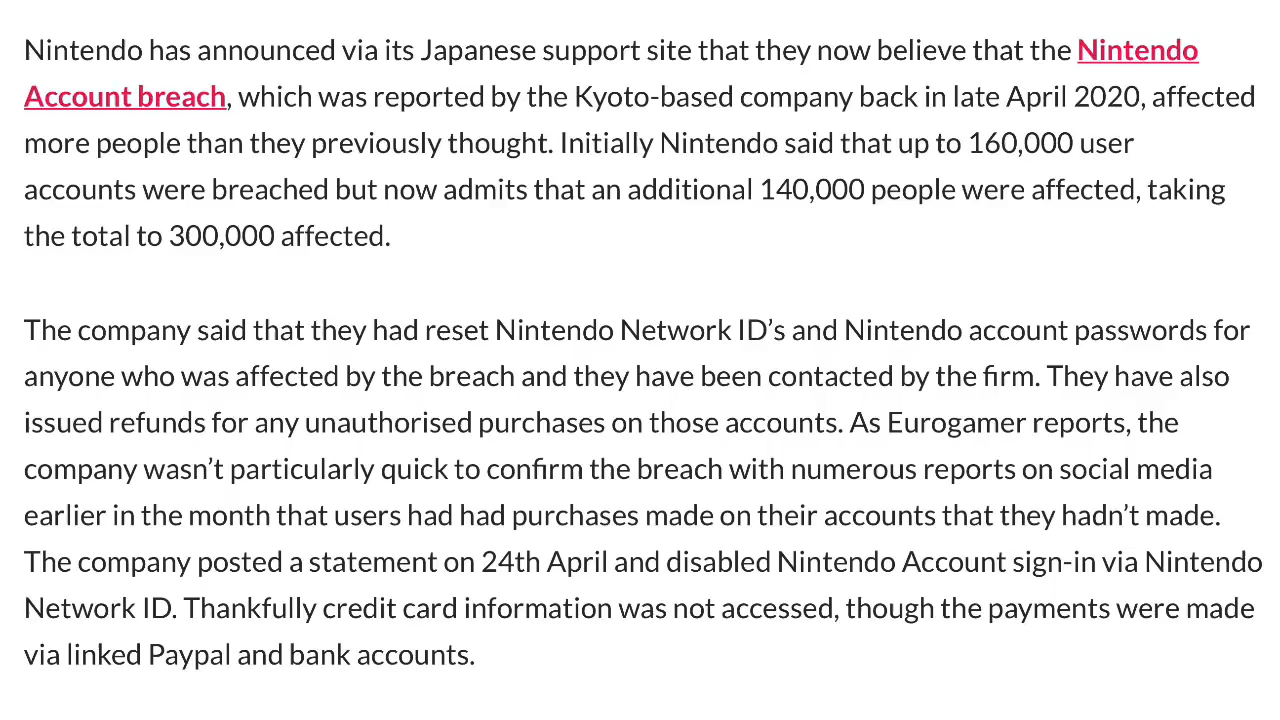 Nintendo has announced via its Japanese support site that they now believe that the Nintendo
Account breach, which was reported by the Kyoto-based company back in late April 2020, affected
more people than they previously thought. Initially Nintendo said that up to 160,000 user
accounts were breached but now admits that an additional 140,000 people were affected, taking
the total to 300,000 affected.
The company said that they had reset Nintendo Network ID’s and Nintendo account passwords for
anyone who was affected by the breach and they have been contacted by the firm. They have also
issued refunds for any unauthorised purchases on those accounts. As Eurogamer reports, the
company wasn’t particularly quick to confirm the breach with numerous reports on social media
earlier in the month that users had had purchases made on their accounts that they hadn’t made.
The company posted a statement on 24th April and disabled Nintendo Account sign-in via Nintendo
Network ID. Thankfully credit card information was not accessed, though the payments were made
via linked Paypal and bank accounts.